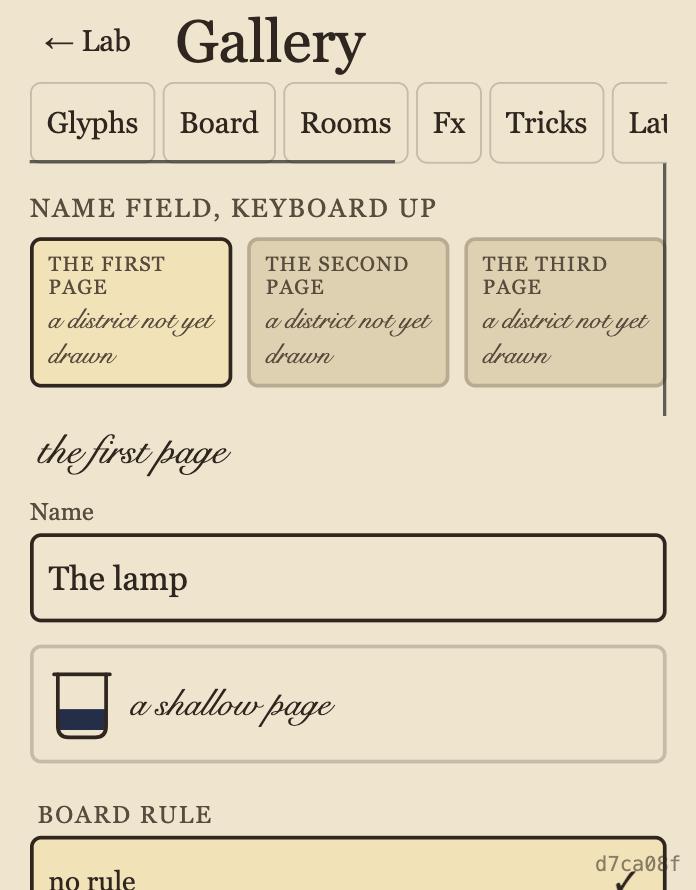 ← Lab Gallery
Glyphs Board Rooms Fx Tricks Lat
NAME FIELD, KEYBOARD UP
THE FIRST PAGE
a district not yet drawn
THE SECOND PAGE
a district not yet drawn
THE THIRD PAGE
a district not yet drawn
the first page
Name
The lamp
a shallow page
BOARD RULE
no rule ✓
d7ca08f